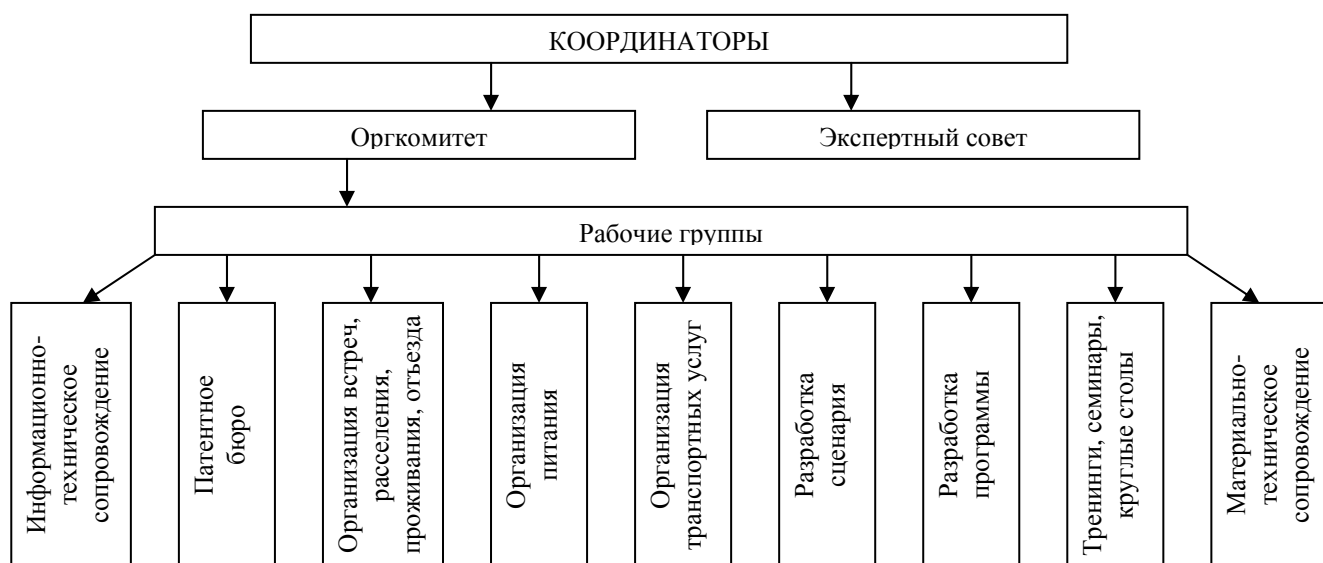 КООРДИНАТОРЫ
Оргкомитет
Экспертный совет
Рабочие группы
Информационно-
техническое
сопровождение
Патентное
бюро
Организация встреч,
расселения,
проживания, отъезда
Организация
питания
Организация
транспортных услуг
Разработка
сценария
Разработка
программы
Тренинги, семинары,
круглые столы
Материально-
техническое
сопровождение